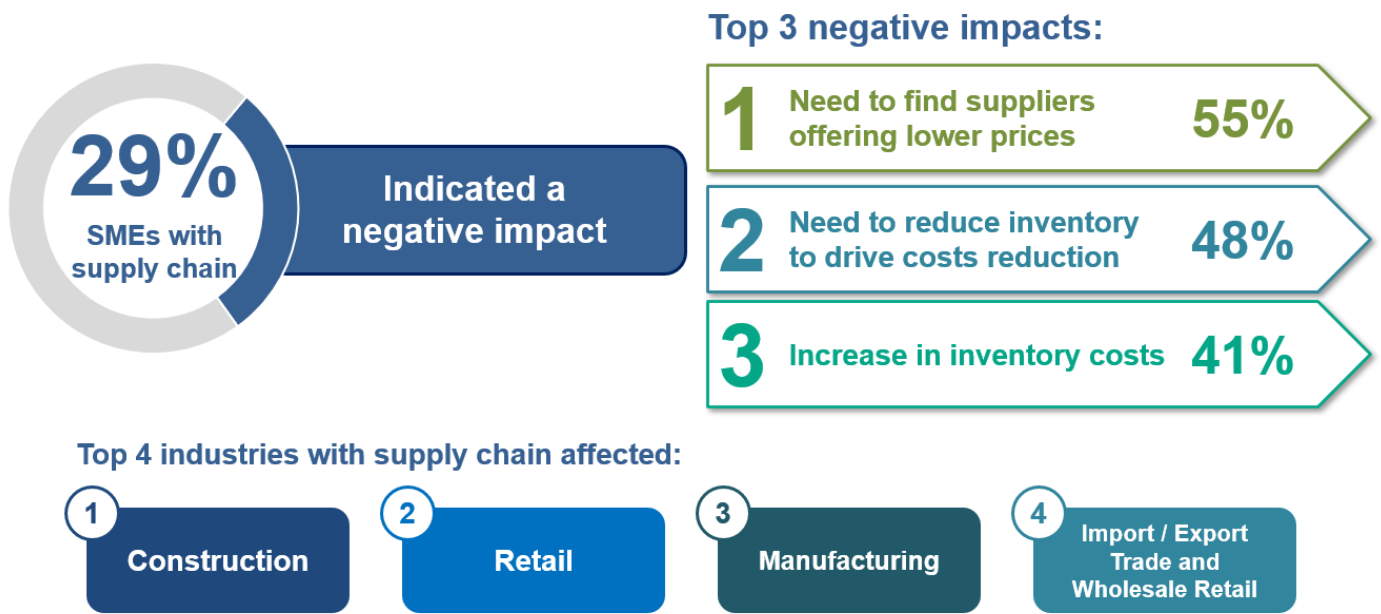 29%
SMEs with
supply chain
Indicated a
negative impact
Top 3 negative impacts:
1
Need to find suppliers
offering lower prices
55%
2
Need to reduce inventory
to drive costs reduction
48%
3
Increase in inventory costs
41%
Top 4 industries with supply chain affected:
1
Construction
2
Retail
3
Manufacturing
4
Import / Export
Trade and
Wholesale Retail